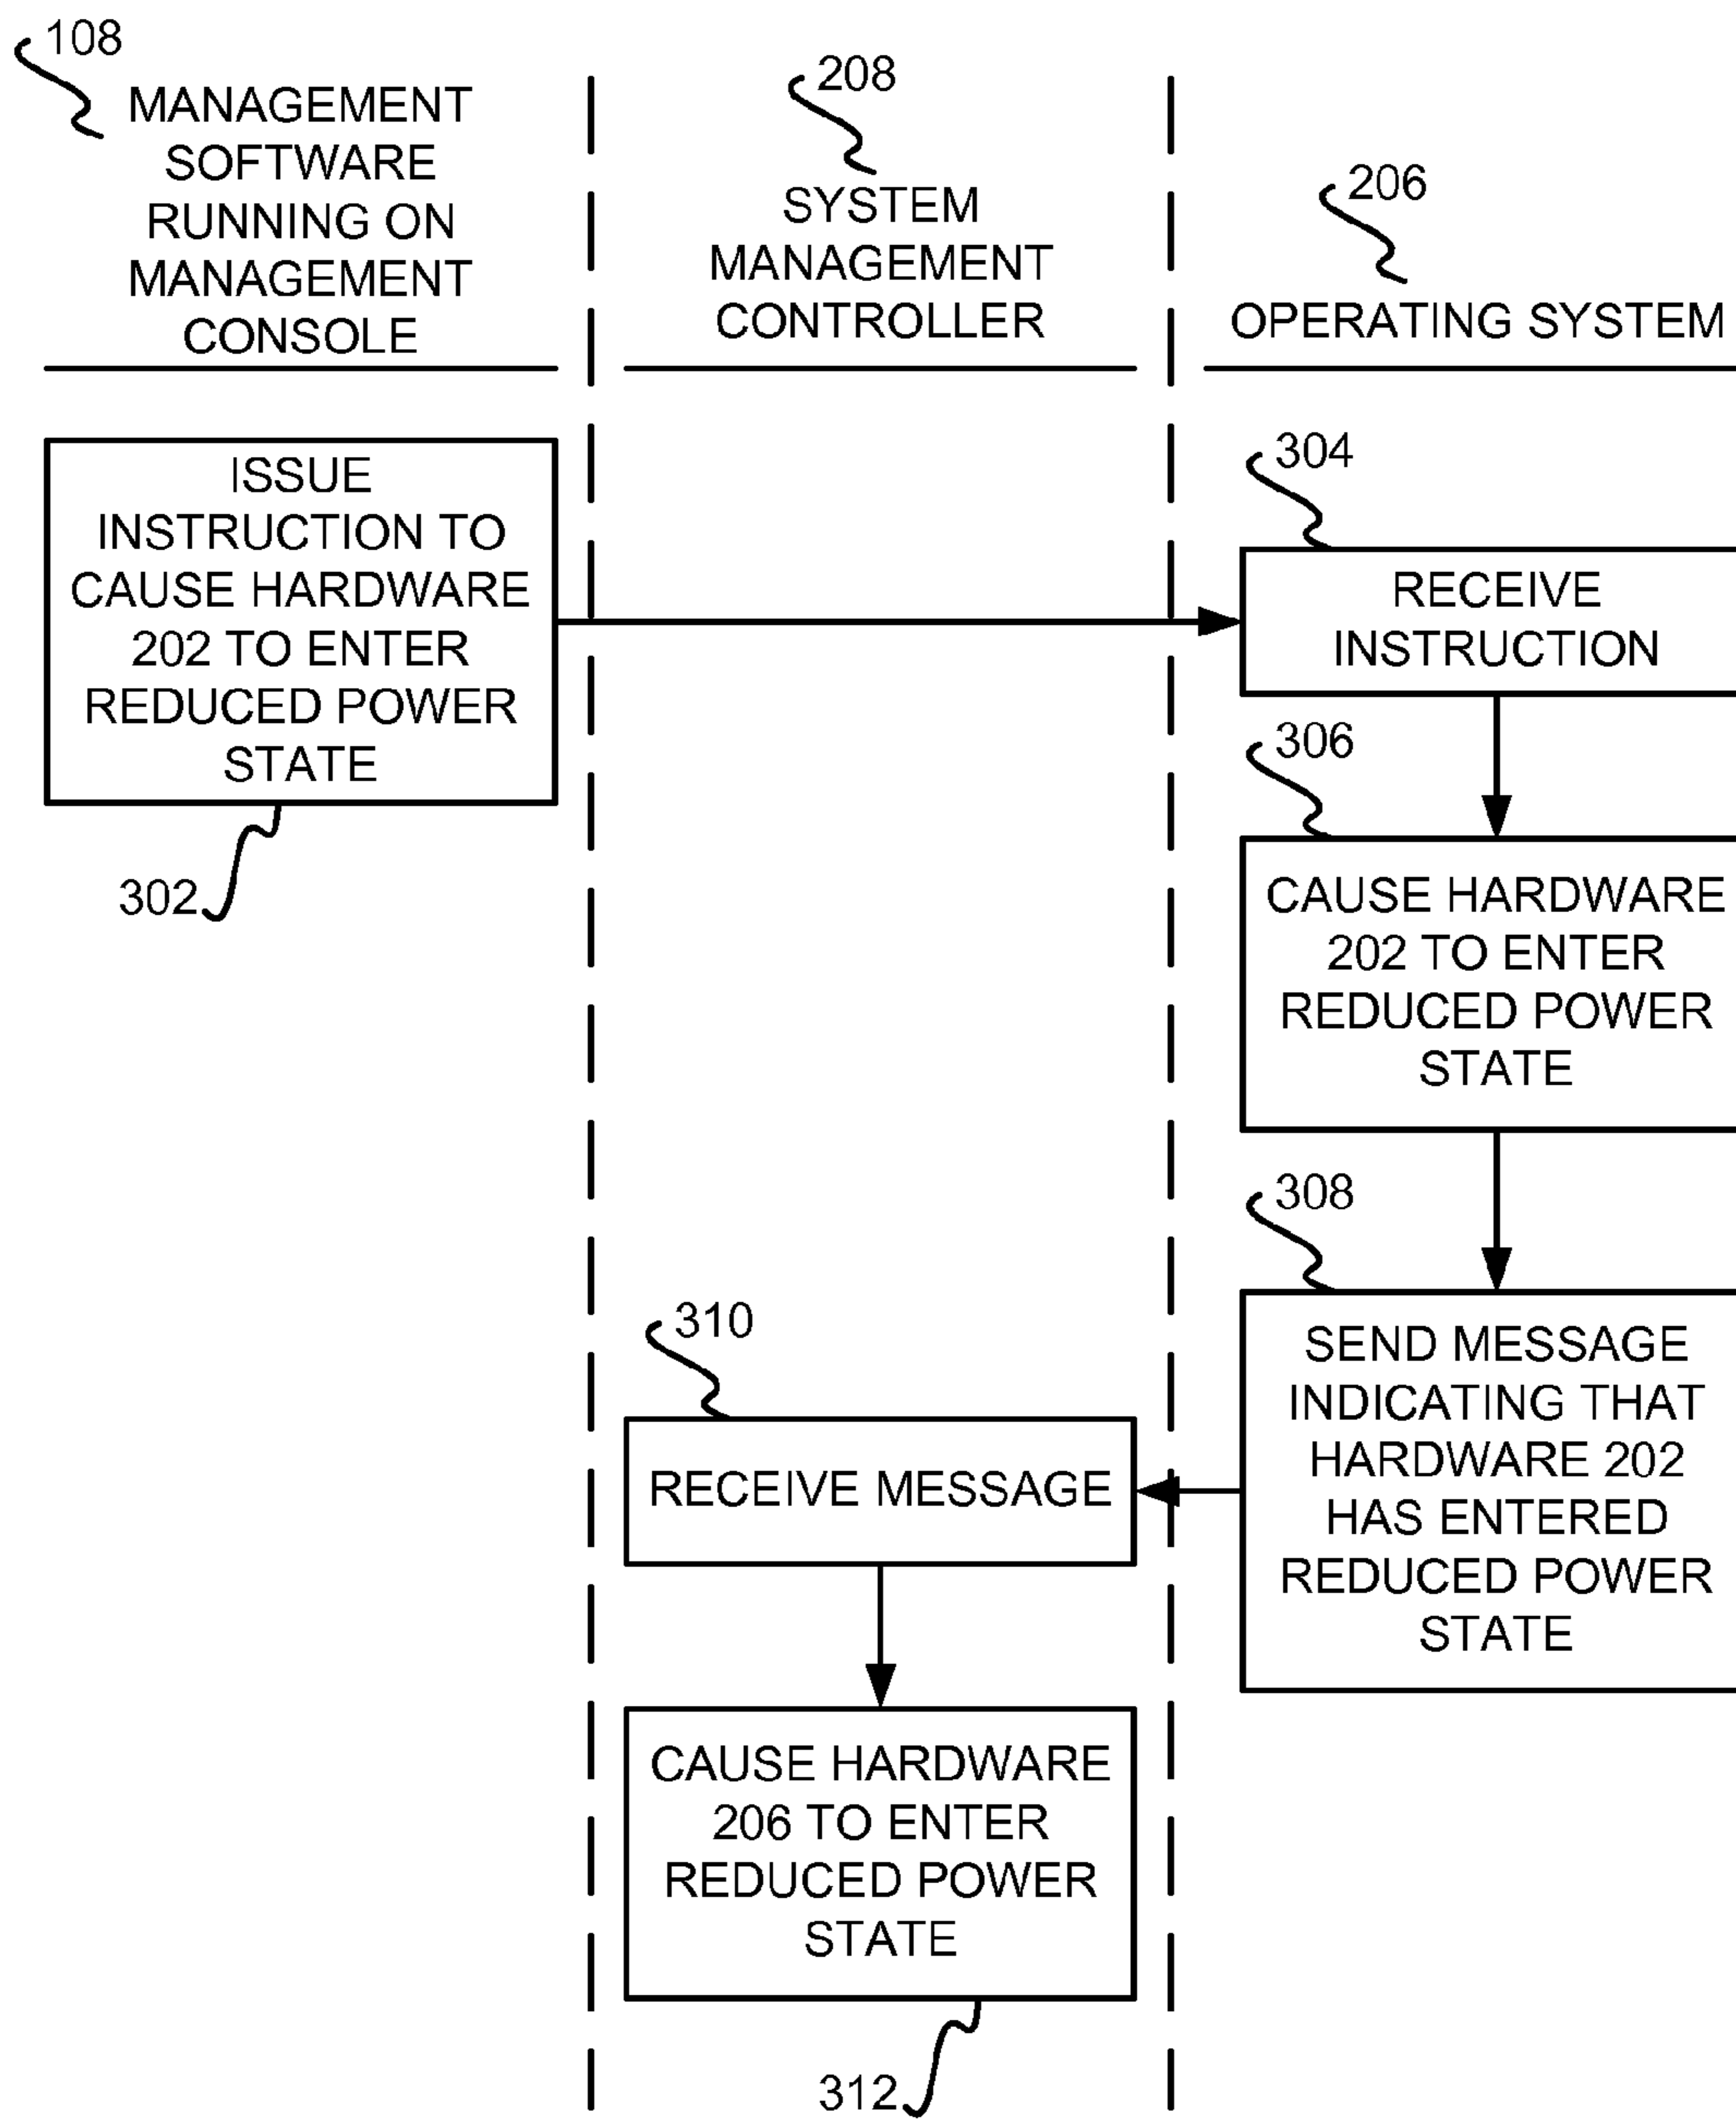 108
MANAGEMENT
SOFTWARE
RUNNING ON
MANAGEMENT
CONSOLE
208
SYSTEM
MANAGEMENT
CONTROLLER
206
OPERATING SYSTEM
ISSUE
INSTRUCTION TO
CAUSE HARDWARE
202 TO ENTER
REDUCED POWER
STATE
302
304
RECEIVE
INSTRUCTION
306
CAUSE HARDWARE
202 TO ENTER
REDUCED POWER
STATE
308
SEND MESSAGE
INDICATING THAT
HARDWARE 202
HAS ENTERED
REDUCED POWER
STATE
310
RECEIVE MESSAGE
CAUSE HARDWARE
206 TO ENTER
REDUCED POWER
STATE
312